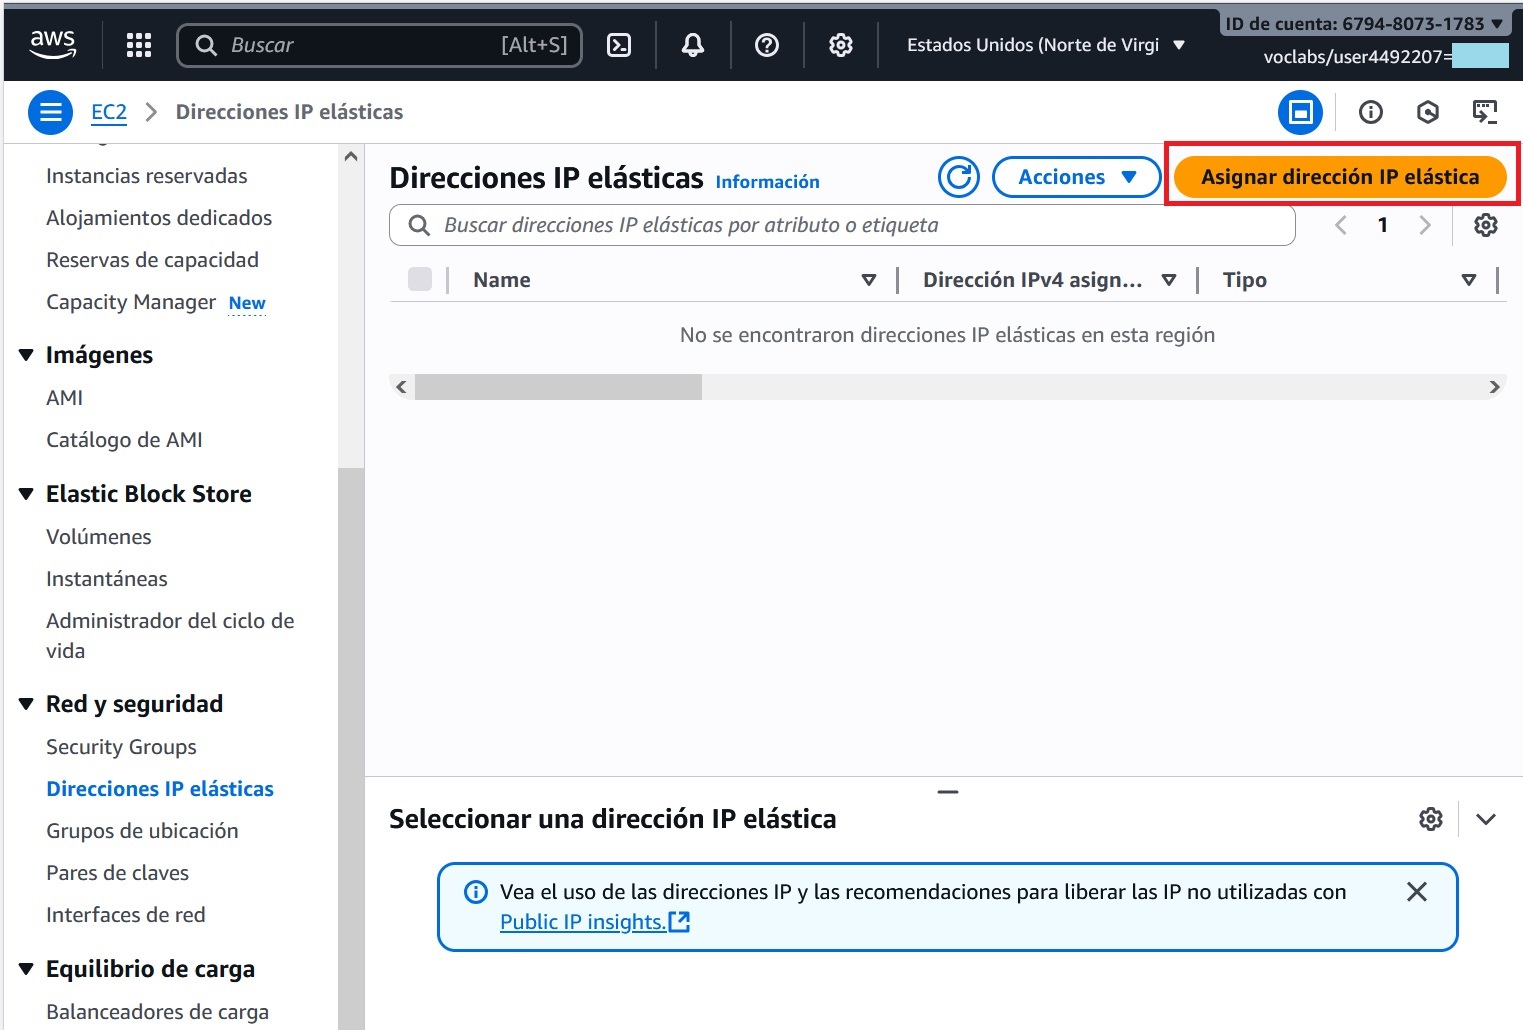 aws
Buscar
[Alt+S]
Estados Unidos (Norte de Virgi
ID de cuenta: 6794-8073-1783
voclabs/user4492207=
EC2
Direcciones IP elásticas
Instancias reservadas
Alojamientos dedicados
Reservas de capacidad
Capacity Manager New
Imágenes
AMI
Catálogo de AMI
Elastic Block Store
Volúmenes
Instantáneas
Administrador del ciclo de
vida
Red y seguridad
Security Groups
Direcciones IP elásticas
Grupos de ubicación
Pares de claves
Interfaces de red
Equilibrio de carga
Balanceadores de carga
Direcciones IP elásticas Información
Acciones
Asignar dirección IP elástica
Buscar direcciones IP elásticas por atributo o etiqueta
1
Name
Dirección IPv4 asign...
Tipo
No se encontraron direcciones IP elásticas en esta región
Seleccionar una dirección IP elástica
Vea el uso de las direcciones IP y las recomendaciones para liberar las IP no utilizadas con
Public IP insights.